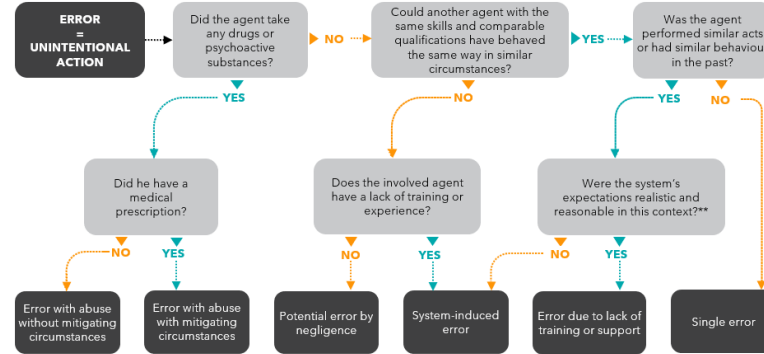 ERROR
=
UNINTENTIONAL
ACTION
Did the agent take
any drugs or
psychoactive
substances?
NO
Could another agent with the
same skills and comparable
qualifications have behaved
the same way in similar
circumstances?
YES
Was the agent
performed similar acts
or had similar behaviou
in the past?
YES
NO
YES
NO
Did he have a
medical
prescription?
Does the involved agent
have a lack of training or
experience?
Were the system's
expectations realistic and
reasonable in this context?**
NO
YES
NO
YES
NO
YES
Error with abuse
without mitigating
circumstances
Error with abuse
with mitigating
circumstances
Potential error by
negligence
System-induced
error
Error due to lack of
training or support
Single error